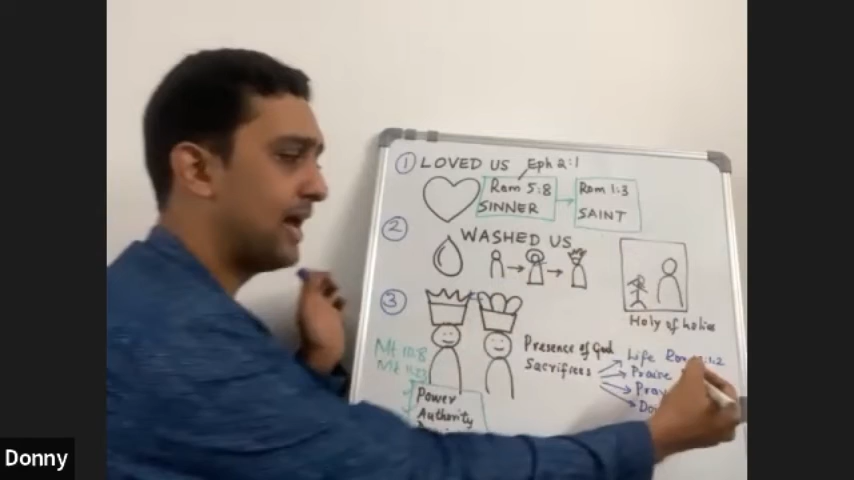 1 LOVED US Eph 2:1
Rom 5:8
SINNER
Rom 1:3
SAINT
2 WASHED US
Holy of holies
3
Presence of God
Sacrifices
Life
Praise
Mt 10:8
Power
Authority
Donny